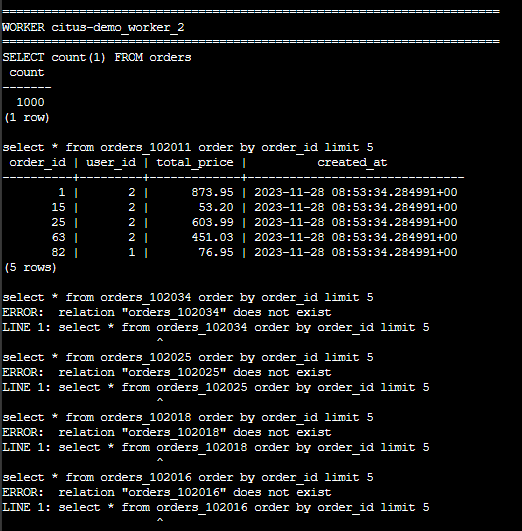 ======================================================================
WORKER citus-demo_worker_2
======================================================================
SELECT count(1) FROM orders
 count
-------
  1000
(1 row)

select * from orders_102011 order by order_id limit 5
 order_id | user_id | total_price |          created_at
----------+---------+-------------+-------------------------------
        1 |       2 |      873.95 | 2023-11-28 08:53:34.284991+00
       15 |       2 |       53.20 | 2023-11-28 08:53:34.284991+00
       25 |       2 |      603.99 | 2023-11-28 08:53:34.284991+00
       63 |       2 |      451.03 | 2023-11-28 08:53:34.284991+00
       82 |       1 |       76.95 | 2023-11-28 08:53:34.284991+00
(5 rows)

select * from orders_102034 order by order_id limit 5
ERROR:  relation "orders_102034" does not exist
LINE 1: select * from orders_102034 order by order_id limit 5
                      ^
select * from orders_102025 order by order_id limit 5
ERROR:  relation "orders_102025" does not exist
LINE 1: select * from orders_102025 order by order_id limit 5
                      ^
select * from orders_102018 order by order_id limit 5
ERROR:  relation "orders_102018" does not exist
LINE 1: select * from orders_102018 order by order_id limit 5
                      ^
select * from orders_102016 order by order_id limit 5
ERROR:  relation "orders_102016" does not exist
LINE 1: select * from orders_102016 order by order_id limit 5
                      ^